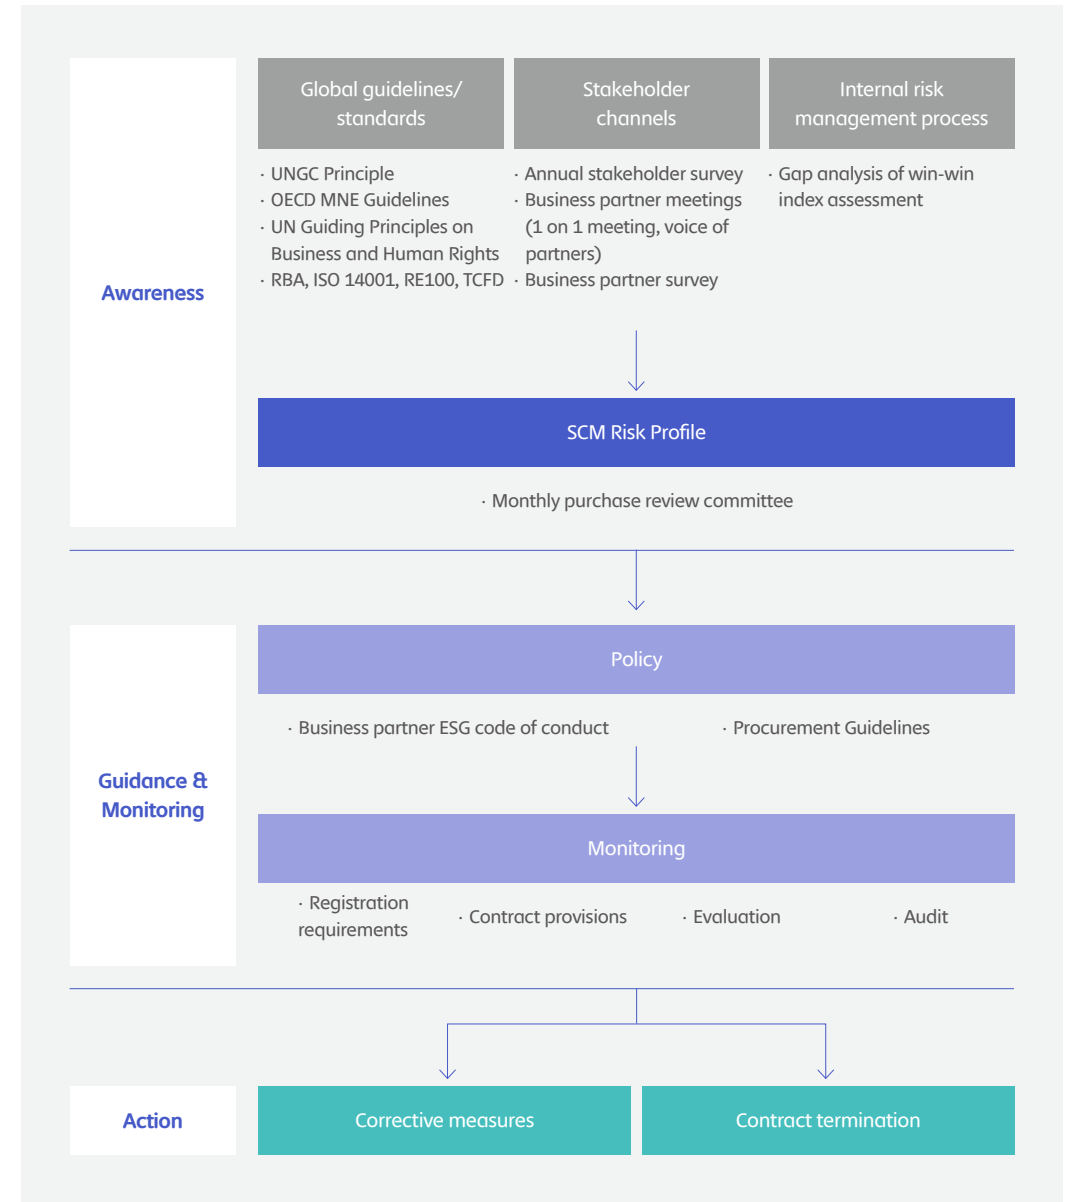 Global guidelines/
standards
Stakeholder
channels
Internal risk
management process
· UNGC Principle
· OECD MNE Guidelines
· UN Guiding Principles on
Business and Human Rights
· RBA, ISO 14001, RE100, TCFD
· Annual stakeholder survey
· Business partner meetings
(1 on 1 meeting, voice of
partners)
· Business partner survey
· Gap analysis of win-win
index assessment
Awareness
SCM Risk Profile
· Monthly purchase review committee
Policy
· Business partner ESG code of conduct
· Procurement Guidelines
Guidance &
Monitoring
Monitoring
· Registration
requirements
· Contract provisions
· Evaluation
· Audit
Action
Corrective measures
Contract termination